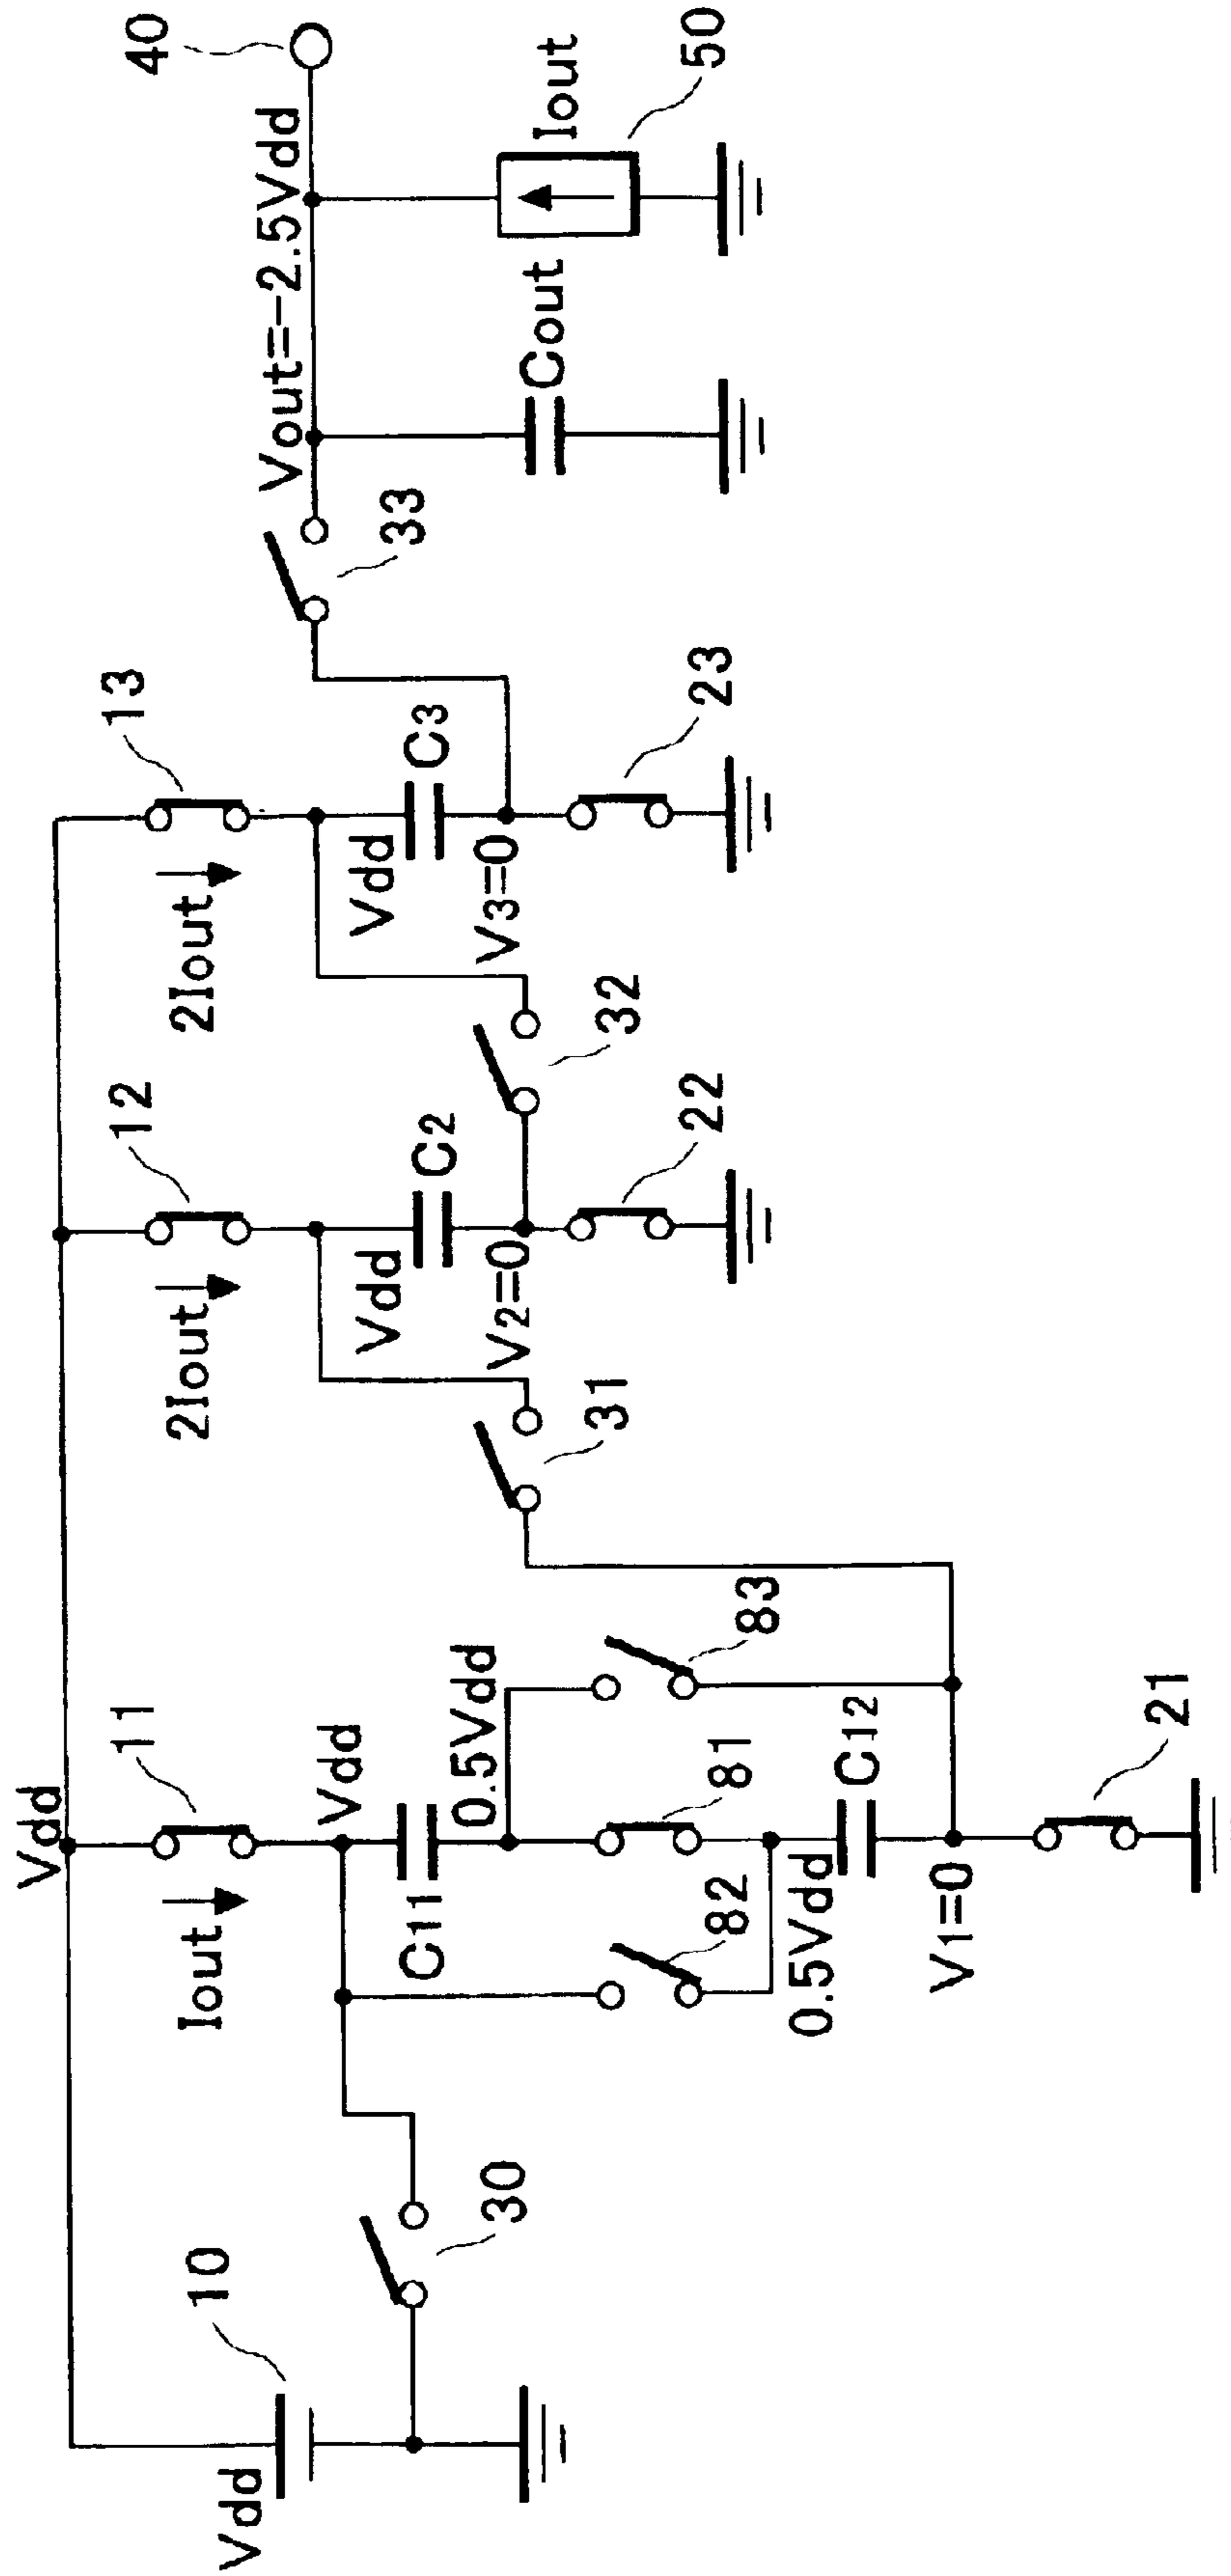 Vdd
Vdd
10
30
Iout
11
Vdd
C11
0.5Vdd
82
81
83
0.5Vdd
C12
V1=0
21
31
2Iout
12
Vdd
C2
V2=0
22
32
2Iout
13
Vdd
C3
V3=0
23
33
Vout=-2.5Vdd
40
Cout
Iout
50